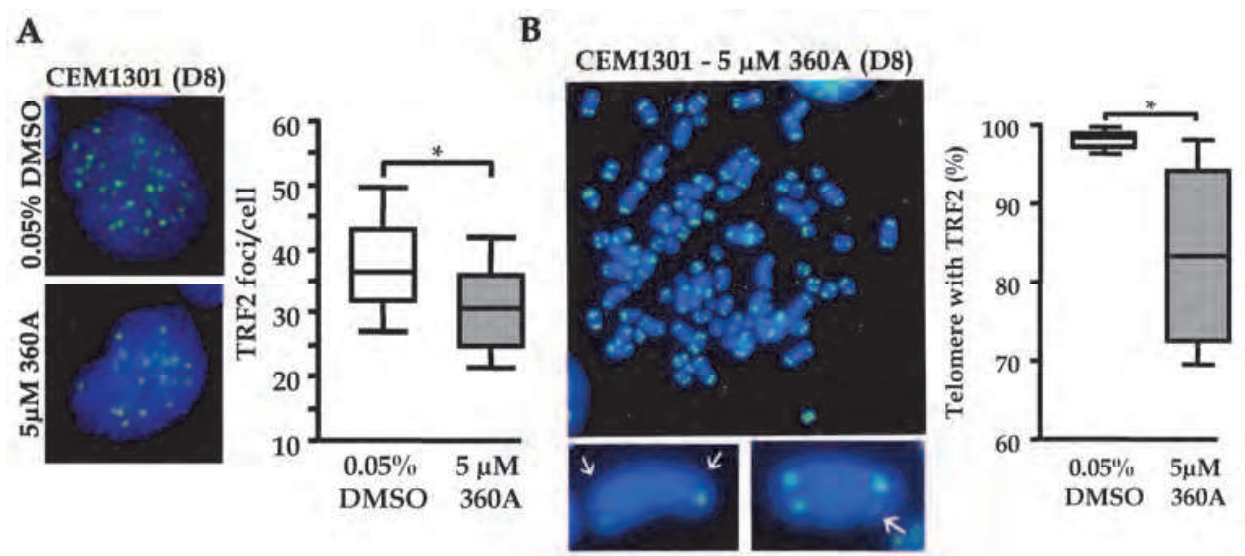 A
CEM1301 (D8)
0.05% DMSO
5μM 360A
TRF2 foci/cell
60
50
40
30
20
10
*
0.05%
DMSO
5 μM
360A
B
CEM1301 - 5 μM 360A (D8)
Telomere with TRF2 (%)
100
90
80
70
60
*
0.05%
DMSO
5μM
360A